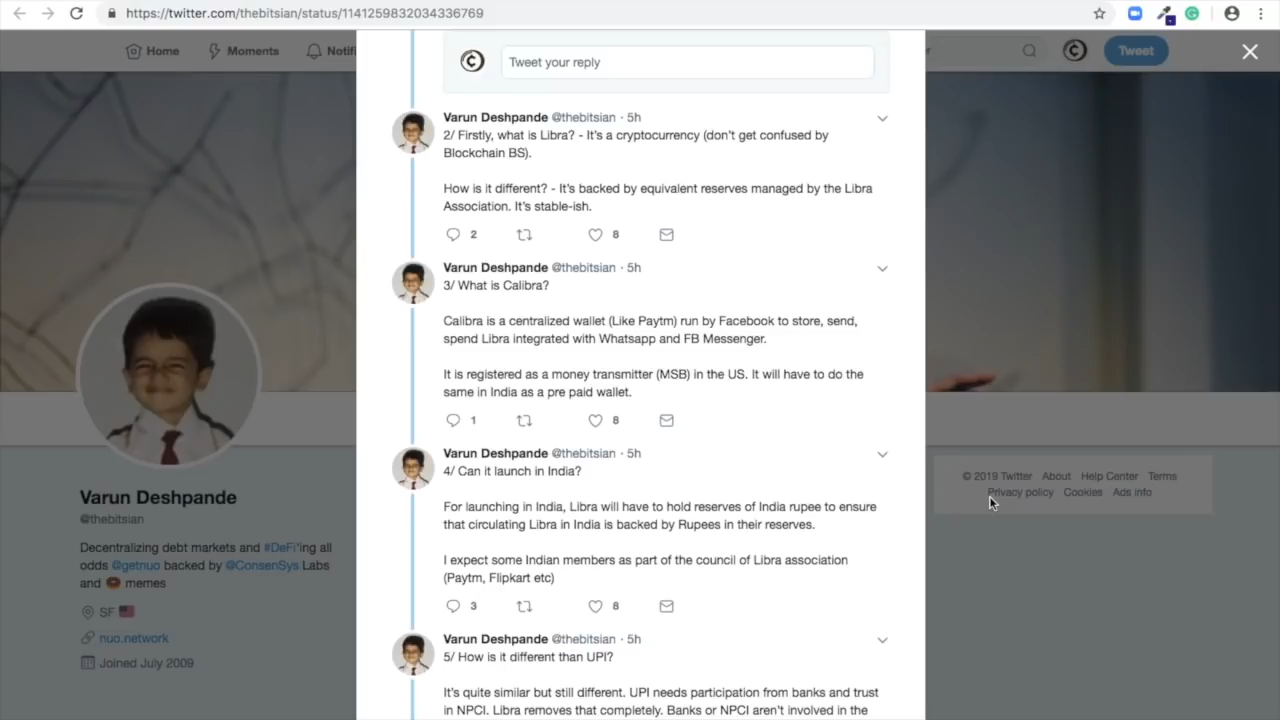 https://twitter.com/thebitsian/status/1141259832034336769
Home Moments Notifi
Tweet
Tweet your reply
Varun Deshpande @thebitsian · 5h
2/ Firstly, what is Libra? - It's a cryptocurrency (don't get confused by
Blockchain BS).
How is it different? - It's backed by equivalent reserves managed by the Libra
Association. It's stable-ish.
2 8
Varun Deshpande @thebitsian · 5h
3/ What is Calibra?
Calibra is a centralized wallet (Like Paytm) run by Facebook to store, send,
spend Libra integrated with Whatsapp and FB Messenger.
It is registered as a money transmitter (MSB) in the US. It will have to do the
same in India as a pre paid wallet.
1 8
Varun Deshpande @thebitsian · 5h
4/ Can it launch in India?
For launching in India, Libra will have to hold reserves of India rupee to ensure
that circulating Libra in India is backed by Rupees in their reserves.
I expect some Indian members as part of the council of Libra association
(Paytm, Flipkart etc)
3 8
Varun Deshpande @thebitsian · 5h
5/ How is it different than UPI?
It's quite similar but still different. UPI needs participation from banks and trust
in NPCI. Libra removes that completely. Banks or NPCI aren't involved in the
Varun Deshpande
@thebitsian
Decentralizing debt markets and #DeFi'ing all
odds @getnuo backed by @ConsenSys Labs
and 🍩 memes
SF 🇺🇸
nuo.network
Joined July 2009
© 2019 Twitter About Help Center Terms
Privacy policy Cookies Ads info